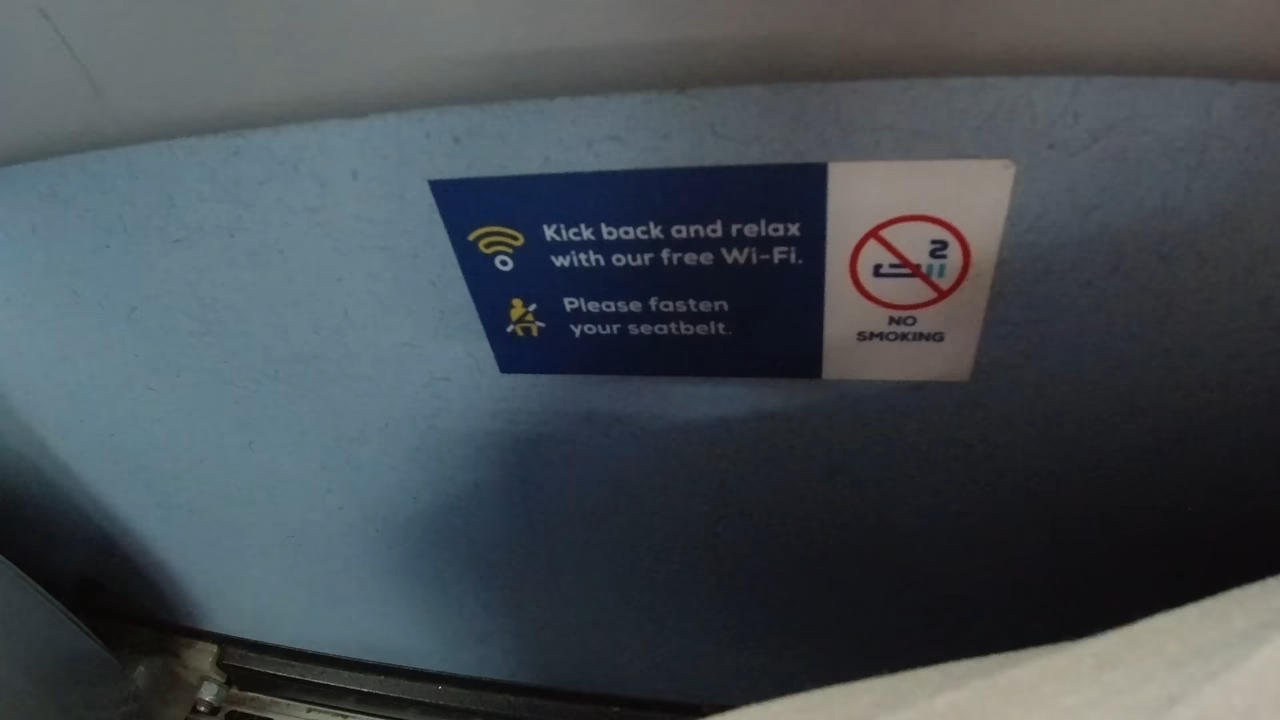 Kick back and relax
with our free Wi-Fi.
Please fasten
your seatbelt.
NO
SMOKING